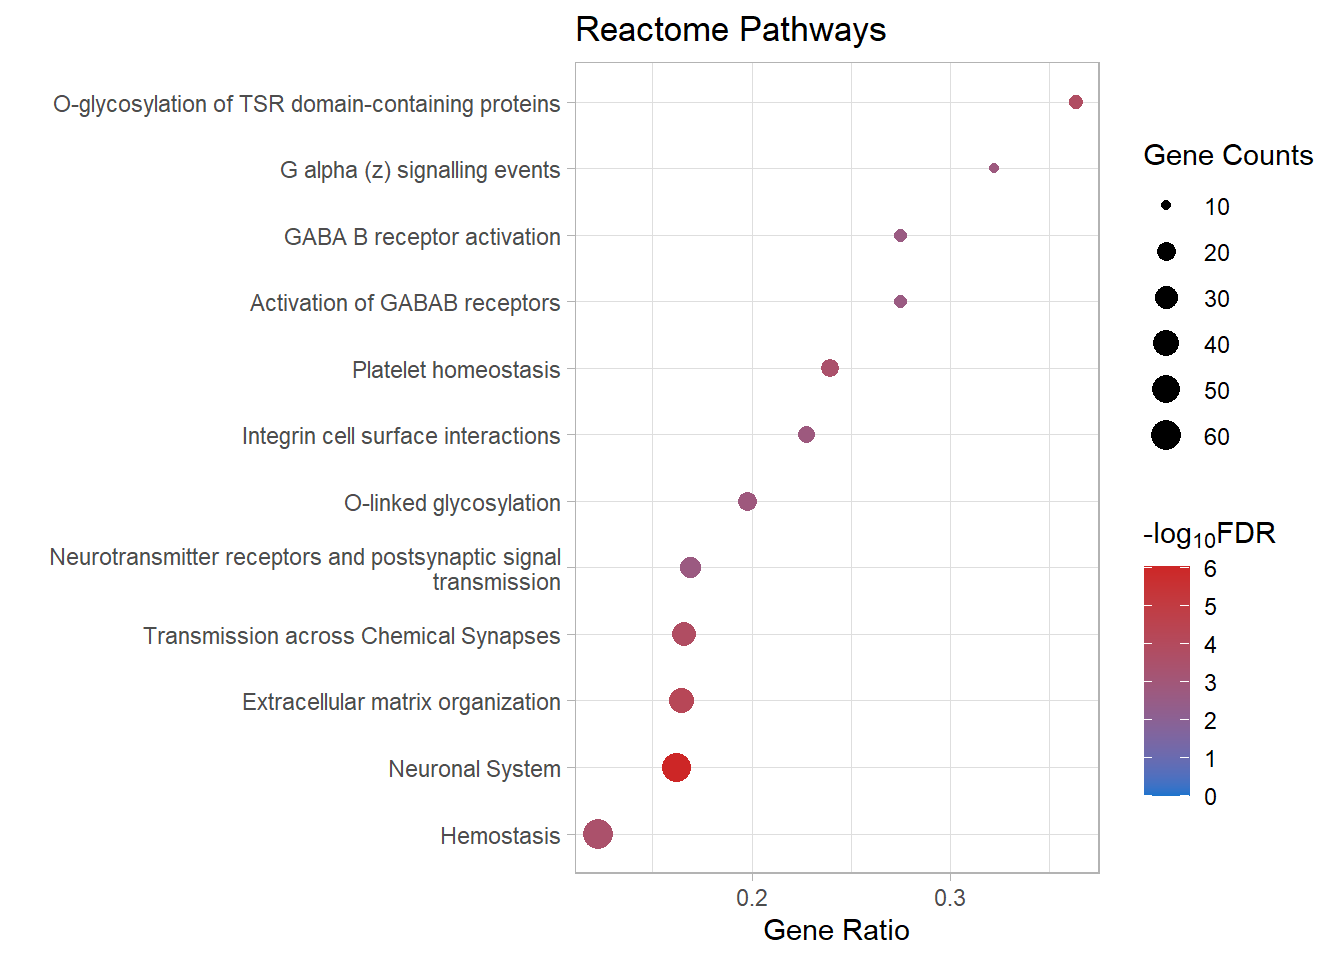 Reactome Pathways
O-glycosylation of TSR domain-containing proteins
G alpha (z) signalling events
GABA B receptor activation
Activation of GABAB receptors
Platelet homeostasis
Integrin cell surface interactions
O-linked glycosylation
Neurotransmitter receptors and postsynaptic signal
transmission
Transmission across Chemical Synapses
Extracellular matrix organization
Neuronal System
Hemostasis
0.2 0.3
Gene Ratio
Gene Counts
10
20
30
40
50
60
-log₁₀FDR
6
5
4
3
2
1
0